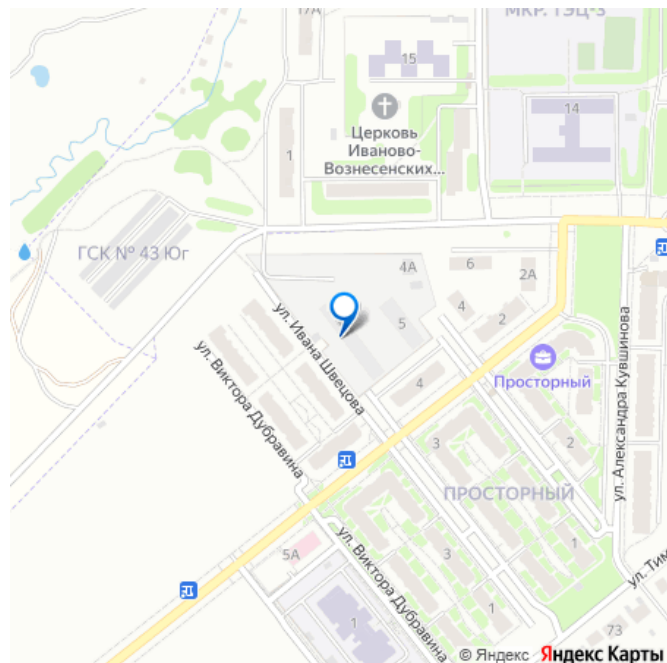 17А
МКР. ТЭЦ-3
15
14
1
Церковь
Иваново-
Вознесенских...
ГСК № 43 Юг
4А
6
2А
4
5
2
ул. Ивана Швецова
ул. Виктора Дубравина
4
Просторный
ул. Александра Кувшинова
3
2
ПРОСТОРНЫЙ
5А
ул. Виктора Дубравина
3
1
1
1
ул. Тим
73
© Яндекс Яндекс Карты